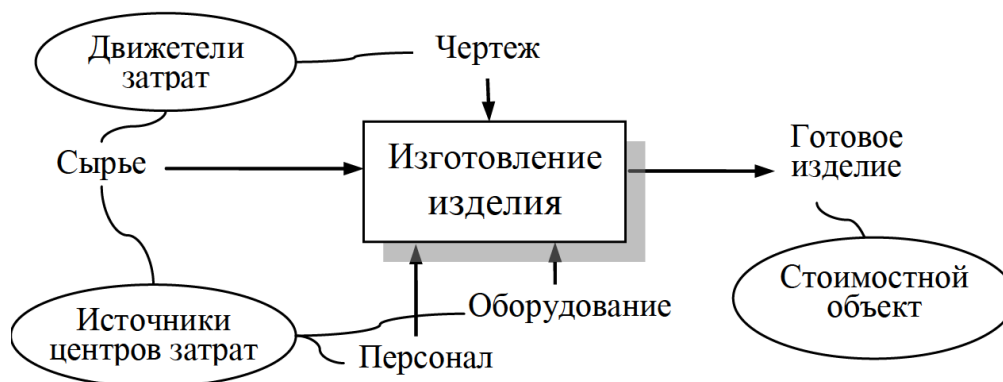 Движетели
затрат
Чертеж
Сырье
Изготовление
изделия
Готовое
изделие
Источники
центров затрат
Оборудование
Персонал
Стоимостной
объект